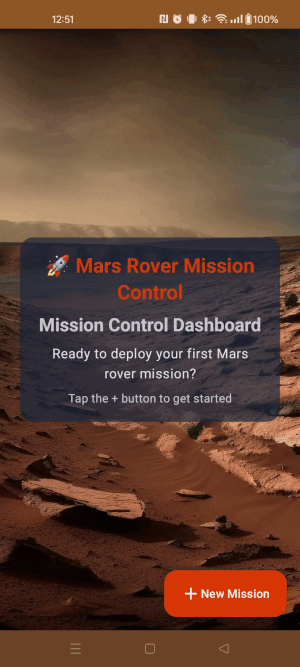 12:51 100%
🚀 Mars Rover Mission
Control
Mission Control Dashboard
Ready to deploy your first Mars
rover mission?
Tap the + button to get started
+ New Mission